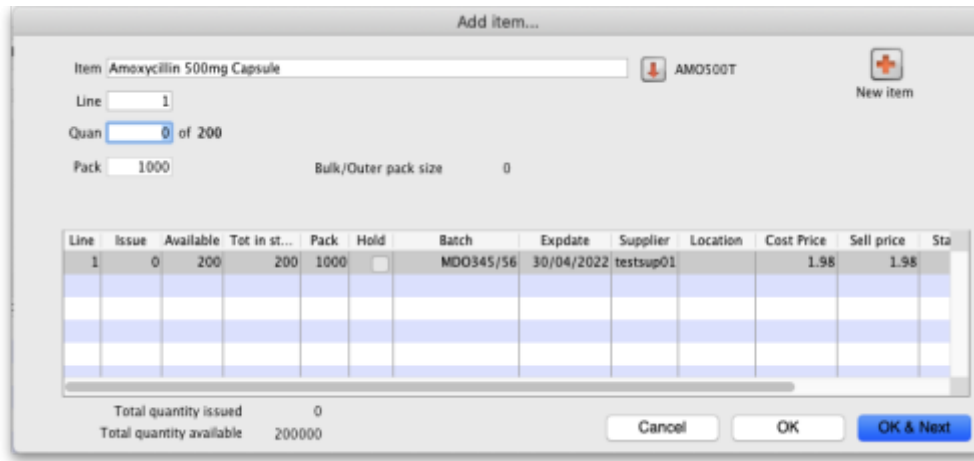 Add item...
Item Amoxycillin 500mg Capsule AMO500T
New item
Line 1
Quan 0 of 200
Pack 1000 Bulk/Outer pack size 0
Line Issue Available Tot in st... Pack Hold Batch Expdate Supplier Location Cost Price Sell price Sta
1 0 200 200 1000 MDO345/56 30/04/2022 testsup01 1.98 1.98
Total quantity issued 0
Total quantity available 200000
Cancel OK OK & Next